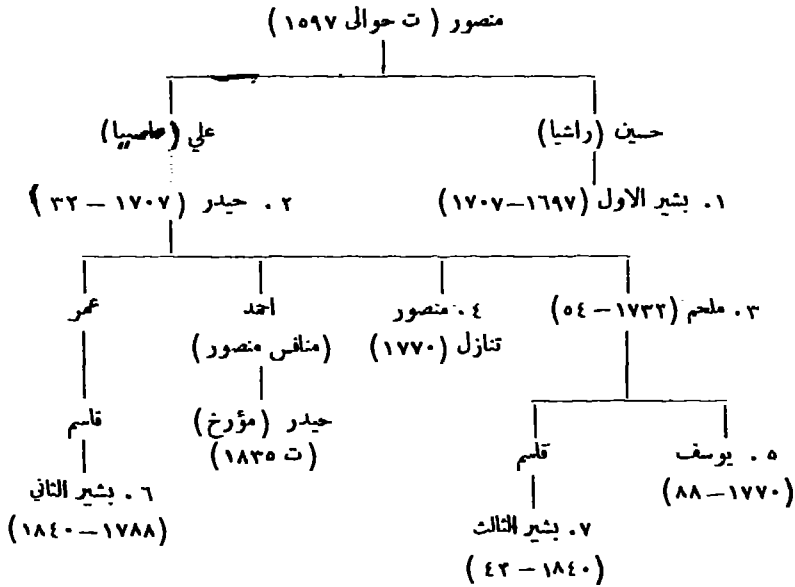 منصور ( ت حوالى ١٥٩٧ )
حسين (راشيا)
علي (حاصبيا)
١ . بشير الاول (١٦٩٧–١٧٠٧)
٢ . حيدر (١٧٠٧ – ٣٢)
٣ . ملحم (١٧٣٢ – ٥٤)
٤ . منصور
تنازل (١٧٧٠)
احمد
(منافس منصور)
عمر
حيدر (مؤرخ)
(ت ١٨٣٥)
قاسم
٥ . يوسف
(١٧٧٠–٨٨)
قاسم
٦ . بشير الثاني
(١٧٨٨–١٨٤٠)
٧ . بشير الثالث
(١٨٤٠ – ٤٢)